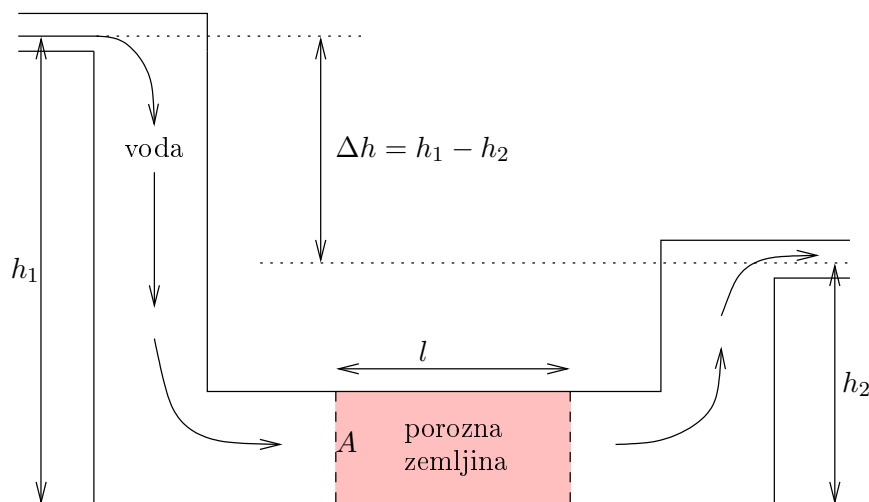 voda
Δh = h₁ − h₂
h₁
l
h₂
A
porozna
zemljina